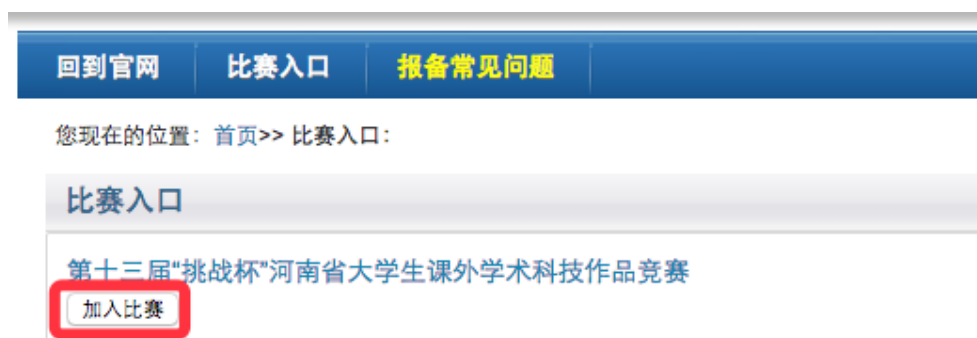 回到官网 比赛入口 报备常见问题
您现在的位置：首页>> 比赛入口：
比赛入口
第十三届“挑战杯”河南省大学生课外学术科技作品竞赛
加入比赛